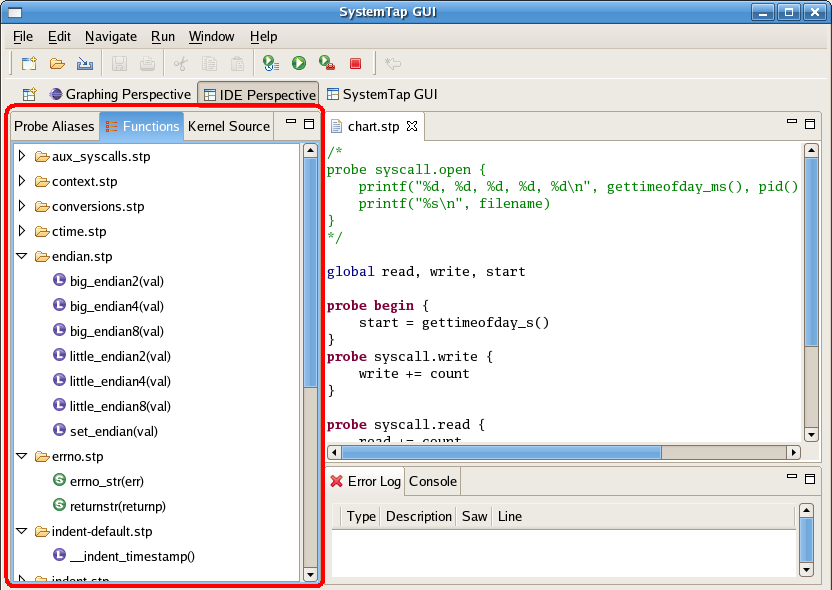 SystemTap GUI
File Edit Navigate Run Window Help
Graphing Perspective IDE Perspective SystemTap GUI
Probe Aliases Functions Kernel Source
aux_syscalls.stp
context.stp
conversions.stp
ctime.stp
endian.stp
L big_endian2(val)
L big_endian4(val)
L big_endian8(val)
L little_endian2(val)
L little_endian4(val)
L little_endian8(val)
L set_endian(val)
errno.stp
S errno_str(err)
S returnstr(returnp)
indent-default.stp
L __indent_timestamp()
indent.stp
chart.stp
/*
probe syscall.open {
    printf("%d, %d, %d, %d, %d\n", gettimeofday_ms(), pid()
    printf("%s\n", filename)
}
*/
global read, write, start
probe begin {
    start = gettimeofday_s()
}
probe syscall.write {
    write += count
}
probe syscall.read {
    read += count
Error Log Console
Type Description Saw Line